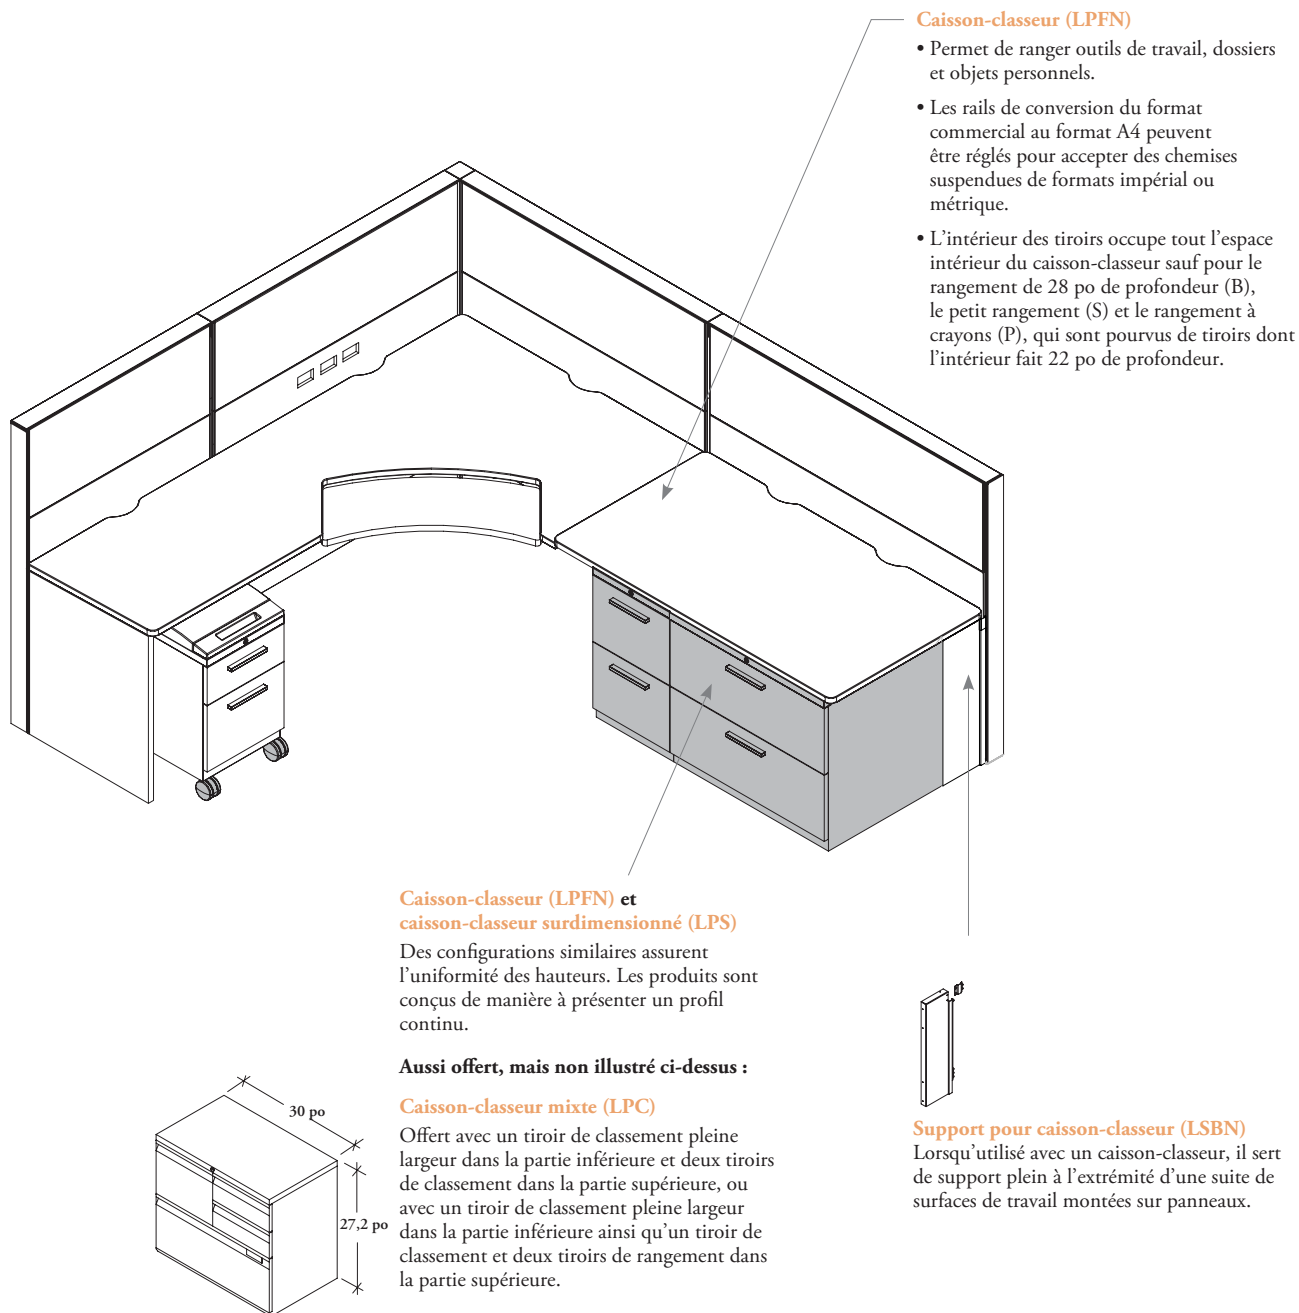 Caisson-classeur (LPFN)
• Permet de ranger outils de travail, dossiers
et objets personnels.
• Les rails de conversion du format
commercial au format A4 peuvent
être réglés pour accepter des chemises
suspendues de formats impérial ou
métrique.
• L’intérieur des tiroirs occupe tout l’espace
intérieur du caisson-classeur sauf pour le
rangement de 28 po de profondeur (B),
le petit rangement (S) et le rangement à
crayons (P), qui sont pourvus de tiroirs dont
l’intérieur fait 22 po de profondeur.
Caisson-classeur (LPFN) et
caisson-classeur surdimensionné (LPS)
Des configurations similaires assurent
l’uniformité des hauteurs. Les produits sont
conçus de manière à présenter un profil
continu.
Aussi offert, mais non illustré ci-dessus :
Caisson-classeur mixte (LPC)
Offert avec un tiroir de classement pleine
largeur dans la partie inférieure et deux tiroirs
de classement dans la partie supérieure, ou
avec un tiroir de classement pleine largeur
dans la partie inférieure ainsi qu’un tiroir de
classement et deux tiroirs de rangement dans
la partie supérieure.
30 po
27,2 po
Support pour caisson-classeur (LSBN)
Lorsqu’utilisé avec un caisson-classeur, il sert
de support plein à l’extrémité d’une suite de
surfaces de travail montées sur panneaux.